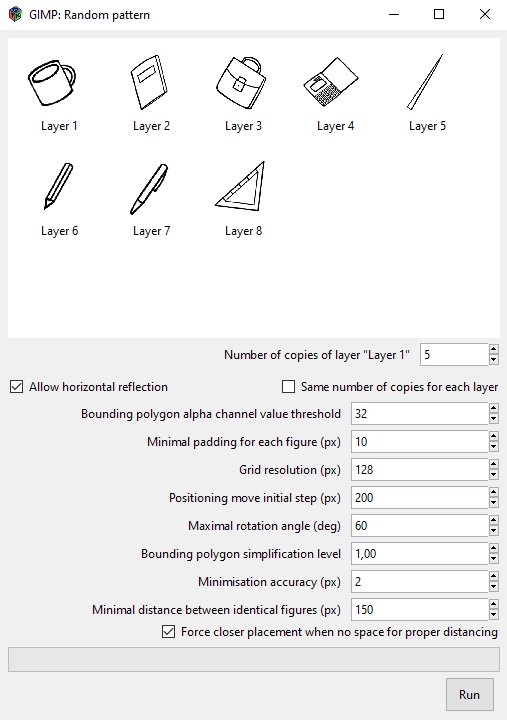 GIMP: Random pattern
Layer 1 Layer 2 Layer 3 Layer 4 Layer 5
Layer 6 Layer 7 Layer 8
Number of copies of layer "Layer 1" 5
Allow horizontal reflection Same number of copies for each layer
Bounding polygon alpha channel value threshold 32
Minimal padding for each figure (px) 10
Grid resolution (px) 128
Positioning move initial step (px) 200
Maximal rotation angle (deg) 60
Bounding polygon simplification level 1,00
Minimisation accuracy (px) 2
Minimal distance between identical figures (px) 150
Force closer placement when no space for proper distancing
Run